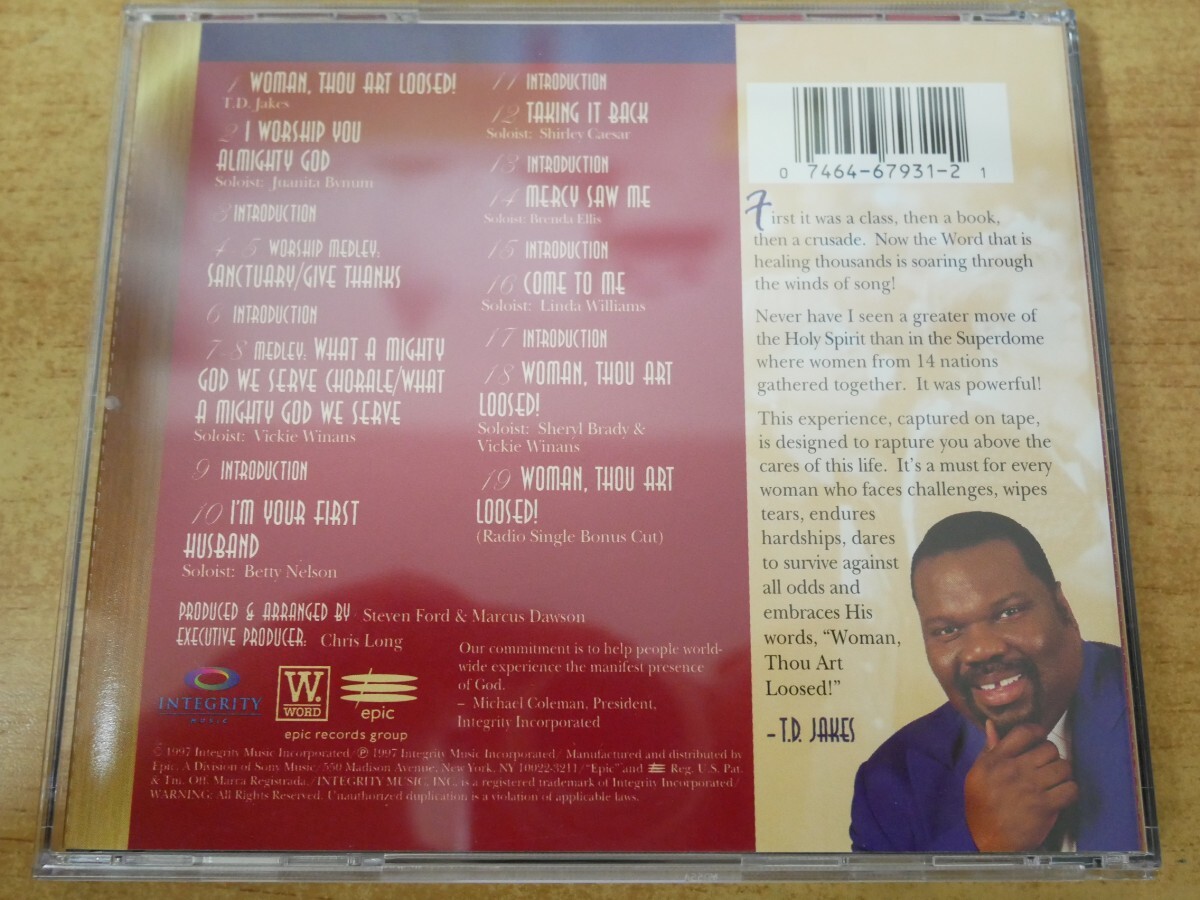 1 WOMAN, THOU ART LOOSED!
T.D. Jakes
2 I WORSHIP YOU
ALMIGHTY GOD
Soloist: Juanita Bynum
3 INTRODUCTION
4-5 WORSHIP MEDLEY:
SANCTUARY/GIVE THANKS
6 INTRODUCTION
7-8 MEDLEY: WHAT A MIGHTY
GOD WE SERVE CHORALE/WHAT
A MIGHTY GOD WE SERVE
Soloist: Vickie Winans
9 INTRODUCTION
10 I'M YOUR FIRST
HUSBAND
Soloist: Betty Nelson
11 INTRODUCTION
12 TAKING IT BACK
Soloist: Shirley Caesar
13 INTRODUCTION
14 MERCY SAW ME
Soloist: Brenda Ellis
15 INTRODUCTION
16 COME TO ME
Soloist: Linda Williams
17 INTRODUCTION
18 WOMAN, THOU ART
LOOSED!
Soloist: Sheryl Brady &
Vickie Winans
19 WOMAN, THOU ART
LOOSED!
(Radio Single Bonus Cut)
PRODUCED & ARRANGED BY Steven Ford & Marcus Dawson
EXECUTIVE PRODUCER: Chris Long
INTEGRITY
MUSIC
W.
WORD
epic
epic records group
Our commitment is to help people world-
wide experience the manifest presence
of God.
– Michael Coleman, President,
Integrity Incorporated
© 1997 Integrity Music Incorporated/ ℗ 1997 Integrity Music Incorporated/ Manufactured and distributed by
Epic, A Division of Sony Music/ 550 Madison Avenue, New York, NY 10022-3211/ "Epic" and Reg. U.S. Pat.
& Tm. Off. Marca Registrada./ INTEGRITY MUSIC, INC. is a registered trademark of Integrity Incorporated/
WARNING: All Rights Reserved. Unauthorized duplication is a violation of applicable laws.
0 7464-67931-2 1
First it was a class, then a book,
then a crusade. Now the Word that is
healing thousands is soaring through
the winds of song!
Never have I seen a greater move of
the Holy Spirit than in the Superdome
where women from 14 nations
gathered together. It was powerful!
This experience, captured on tape,
is designed to rapture you above the
cares of this life. It's a must for every
woman who faces challenges, wipes
tears, endures
hardships, dares
to survive against
all odds and
embraces His
words, "Woman,
Thou Art
Loosed!"
–T.D. JAKES